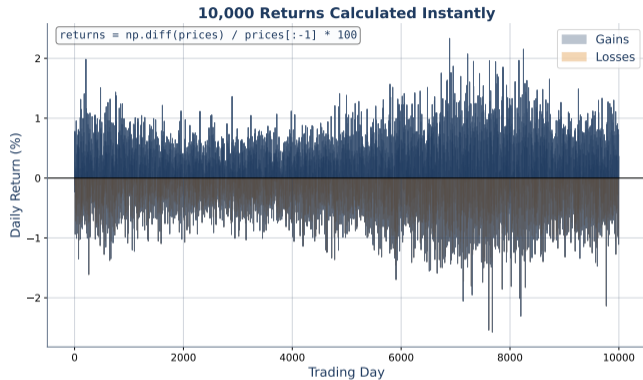 10,000 Returns Calculated Instantly
returns = np.diff(prices) / prices[:-1] * 100
Gains
Losses
Daily Return (%)
2
1
0
−1
−2
0
2000
4000
6000
8000
10000
Trading Day